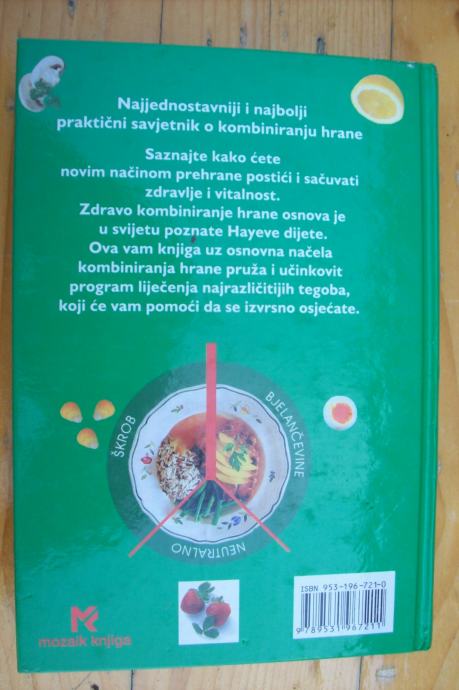 Najjednostavniji i najbolji
praktični savjetnik o kombiniranju hrane
Saznajte kako ćete
novim načinom prehrane postići i sačuvati
zdravlje i vitalnost.
Zdravo kombiniranje hrane osnova je
u svijetu poznate Hayeve dijete.
Ova vam knjiga uz osnovna načela
kombiniranja hrane pruža i učinkovit
program liječenja najrazličitijih tegoba,
koji će vam pomoći da se izvrsno osjećate.
ŠKROB
BJELANČEVINE
NEUTRALNO
ISBN 953-196-721-0
9 789531 967211
mozaik knjiga